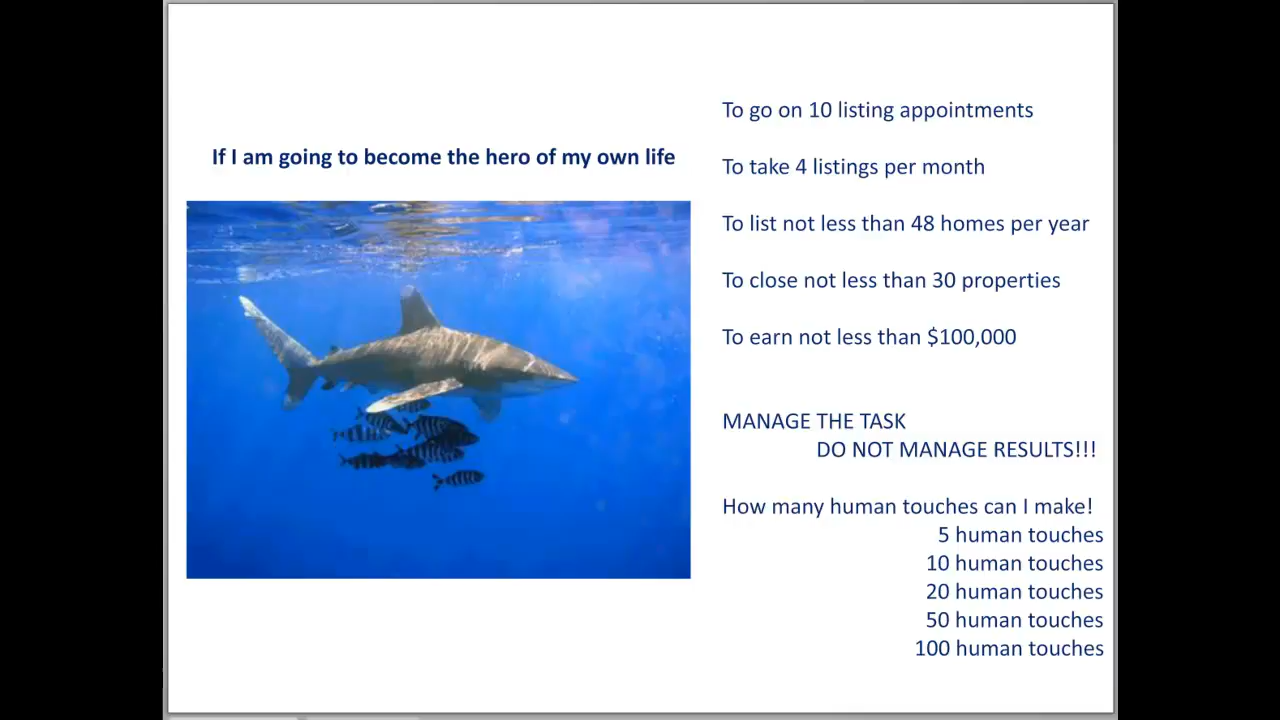 If I am going to become the hero of my own life
To go on 10 listing appointments
To take 4 listings per month
To list not less than 48 homes per year
To close not less than 30 properties
To earn not less than $100,000
MANAGE THE TASK
DO NOT MANAGE RESULTS!!!
How many human touches can I make!
5 human touches
10 human touches
20 human touches
50 human touches
100 human touches